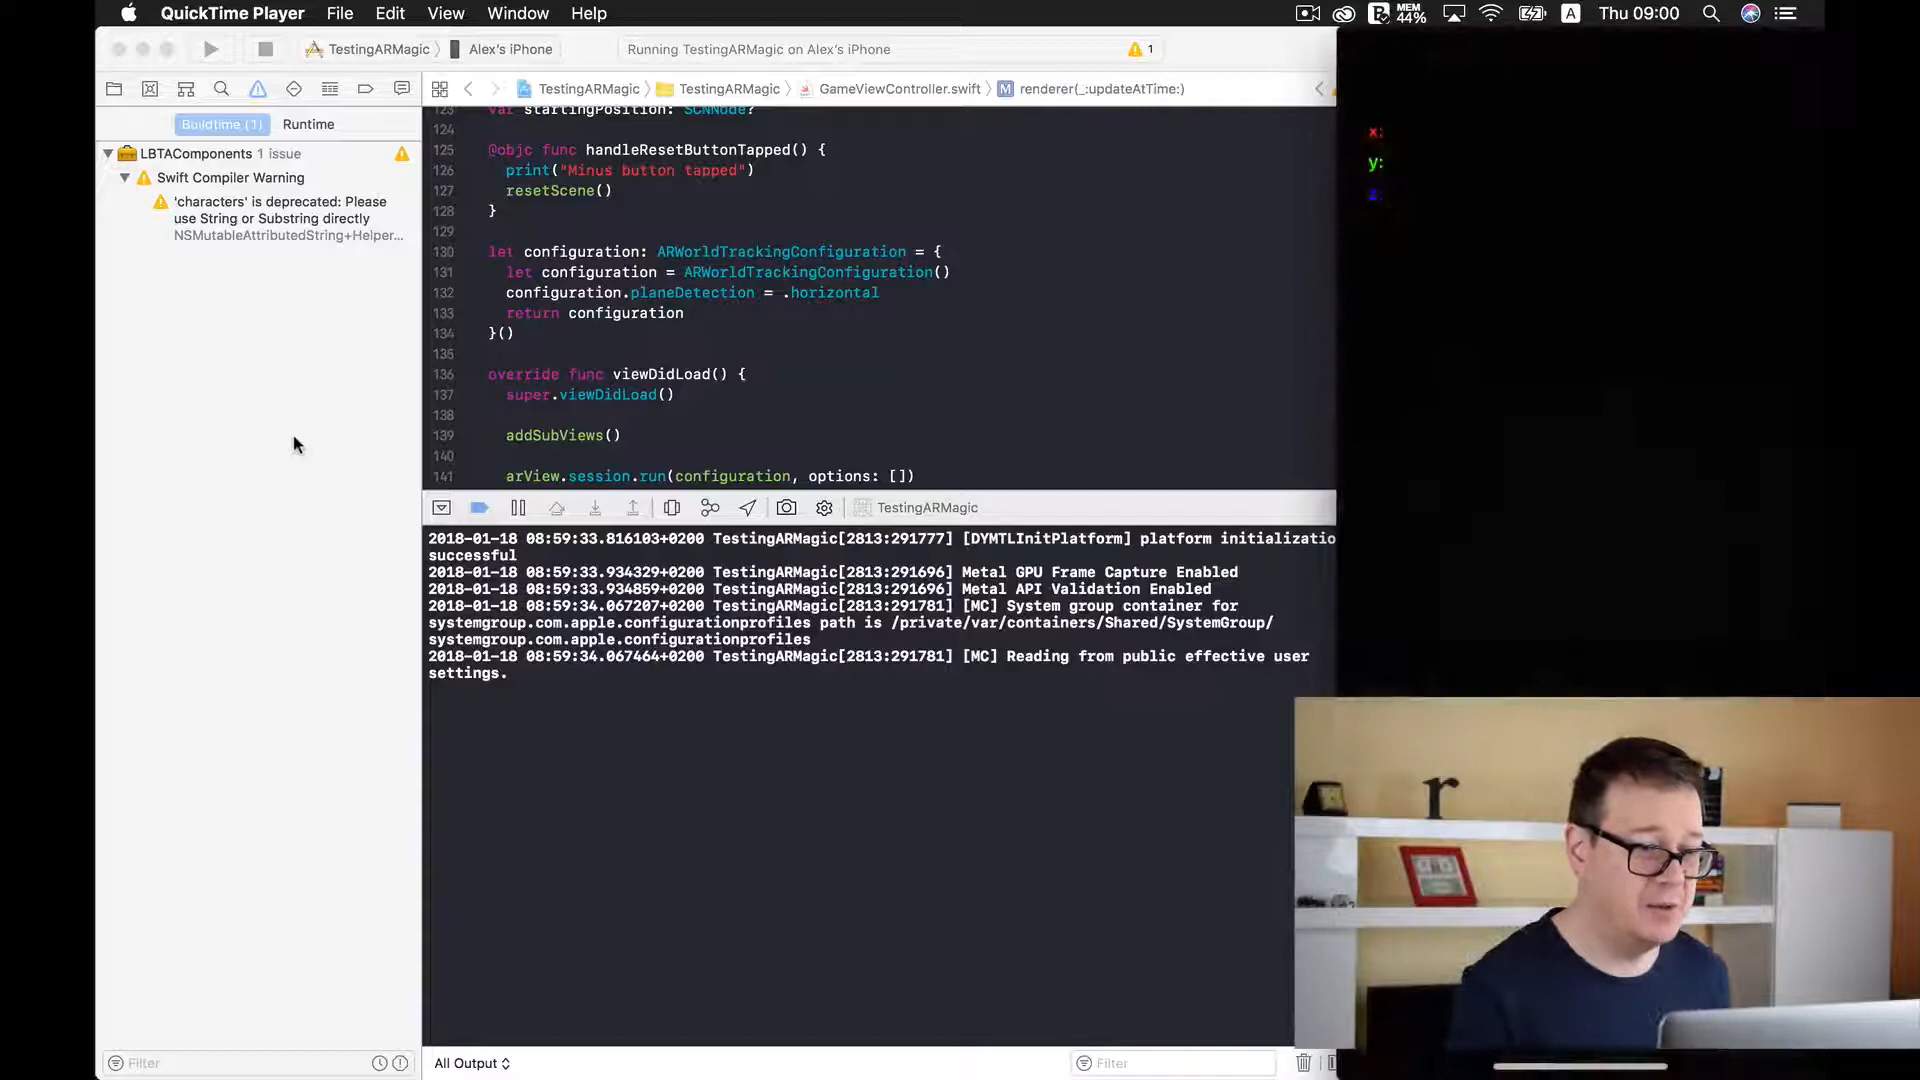 QuickTime Player File Edit View Window Help MEM 44% A Thu 09:00
TestingARMagic Alex's iPhone Running TestingARMagic on Alex's iPhone 1
TestingARMagic TestingARMagic GameViewController.swift M renderer(_:updateAtTime:)
Buildtime (1) Runtime
LBTAComponents 1 issue
Swift Compiler Warning
'characters' is deprecated: Please
use String or Substring directly
NSMutableAttributedString+Helper...
123 var startingPosition: SCNNode?
124
125 @objc func handleResetButtonTapped() {
126 print("Minus button tapped")
127 resetScene()
128 }
129
130 let configuration: ARWorldTrackingConfiguration = {
131 let configuration = ARWorldTrackingConfiguration()
132 configuration.planeDetection = .horizontal
133 return configuration
134 }()
135
136 override func viewDidLoad() {
137 super.viewDidLoad()
138
139 addSubViews()
140
141 arView.session.run(configuration, options: [])
x:
y:
z:
TestingARMagic
2018-01-18 08:59:33.816103+0200 TestingARMagic[2813:291777] [DYMTLInitPlatform] platform initializatio
successful
2018-01-18 08:59:33.934329+0200 TestingARMagic[2813:291696] Metal GPU Frame Capture Enabled
2018-01-18 08:59:33.934859+0200 TestingARMagic[2813:291696] Metal API Validation Enabled
2018-01-18 08:59:34.067207+0200 TestingARMagic[2813:291781] [MC] System group container for
systemgroup.com.apple.configurationprofiles path is /private/var/containers/Shared/SystemGroup/
systemgroup.com.apple.configurationprofiles
2018-01-18 08:59:34.067464+0200 TestingARMagic[2813:291781] [MC] Reading from public effective user
settings.
Filter
All Output
Filter